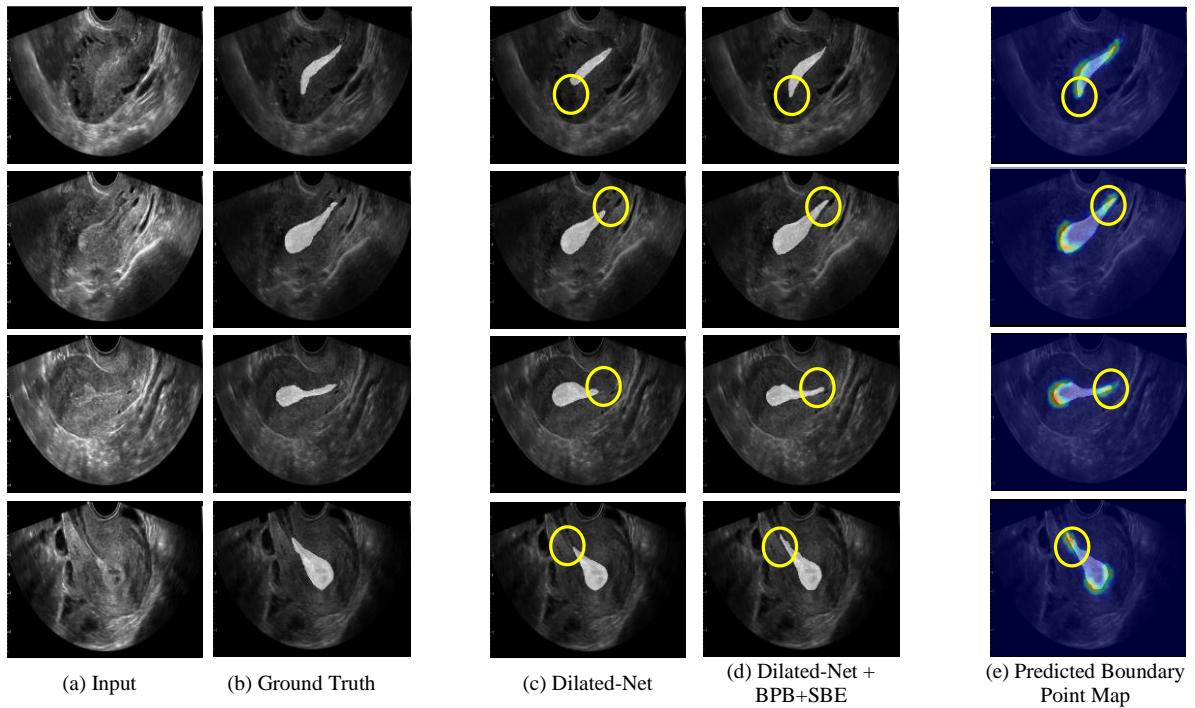 (a) Input
(b) Ground Truth
(c) Dilated-Net
(d) Dilated-Net +
BPB+SBE
(e) Predicted Boundary
Point Map